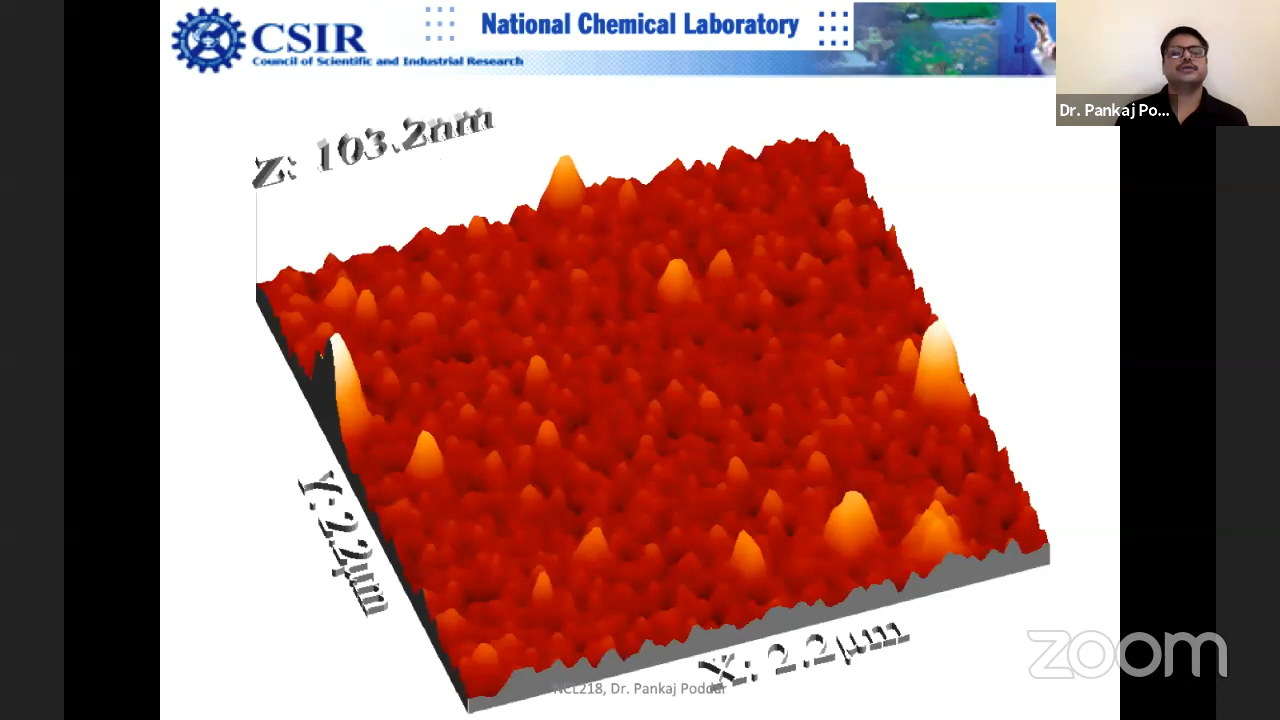 CSIR
Council of Scientific and Industrial Research
National Chemical Laboratory
Dr. Pankaj Po...
Z: 103.2nm
Y: 2.2µm
X: 2.2µm
NCL218, Dr. Pankaj Poddar
zoom